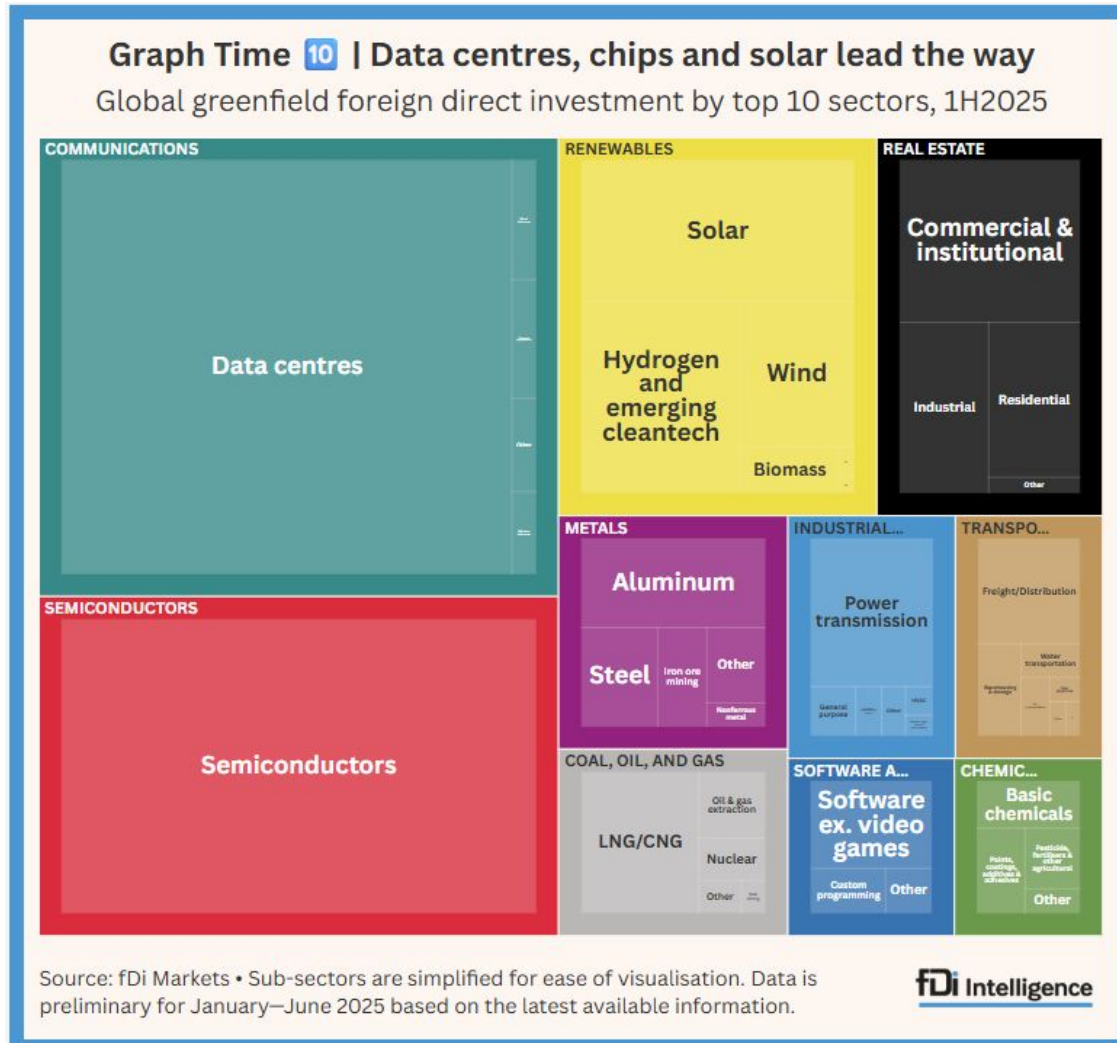 Graph Time 🔟 | Data centres, chips and solar lead the way
Global greenfield foreign direct investment by top 10 sectors, 1H2025
COMMUNICATIONS
Data centres
Other
SEMICONDUCTORS
Semiconductors
RENEWABLES
Solar
Hydrogen
and
emerging
cleantech
Wind
Biomass
REAL ESTATE
Commercial &
institutional
Industrial
Residential
Other
METALS
Aluminum
Steel
Iron ore
mining
Other
Nonferrous
metal
INDUSTRIAL...
Power
transmission
General
purpose
Other
HVAC
TRANSPO...
Freight/Distribution
Water
transportation
Warehousing
& storage
COAL, OIL, AND GAS
LNG/CNG
Oil & gas
extraction
Nuclear
Other
SOFTWARE A...
Software
ex. video
games
Custom
programming
Other
CHEMIC...
Basic
chemicals
Paints,
coatings,
additives &
adhesives
Pesticide,
fertilisers &
other
agricultural
Other
Source: fDi Markets • Sub-sectors are simplified for ease of visualisation. Data is
preliminary for January—June 2025 based on the latest available information.
fDi Intelligence